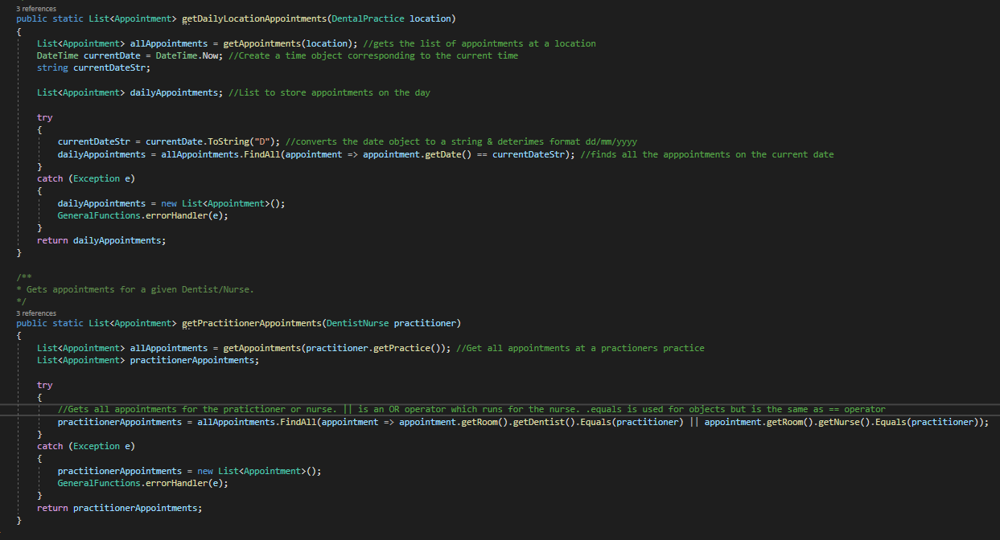 3 references
public static List<Appointment> getDailyLocationAppointments(DentalPractice location)
{
List<Appointment> allAppointments = getAppointments(location); //gets the list of appointments at a location
DateTime currentDate = DateTime.Now; //Create a time object corresponding to the current time
string currentDateStr;
List<Appointment> dailyAppointments; //List to store appointments on the day
try
{
currentDateStr = currentDate.ToString("D"); //converts the date object to a string & deterimes format dd/mm/yyyy
dailyAppointments = allAppointments.FindAll(appointment => appointment.getDate() == currentDateStr); //finds all the apppointments on the current date
}
catch (Exception e)
{
dailyAppointments = new List<Appointment>();
GeneralFunctions.errorHandler(e);
}
return dailyAppointments;
}
/**
* Gets appointments for a given Dentist/Nurse.
*/
3 references
public static List<Appointment> getPractitionerAppointments(DentistNurse practitioner)
{
List<Appointment> allAppointments = getAppointments(practitioner.getPractice()); //Get all appointments at a practioners practice
List<Appointment> practitionerAppointments;
try
{
//Gets all appointments for the pratictioner or nurse. || is an OR operator which runs for the nurse. .equals is used for objects but is the same as == operator
practitionerAppointments = allAppointments.FindAll(appointment => appointment.getRoom().getDentist().Equals(practitioner) || appointment.getRoom().getNurse().Equals(practitioner));
}
catch (Exception e)
{
practitionerAppointments = new List<Appointment>();
GeneralFunctions.errorHandler(e);
}
return practitionerAppointments;
}